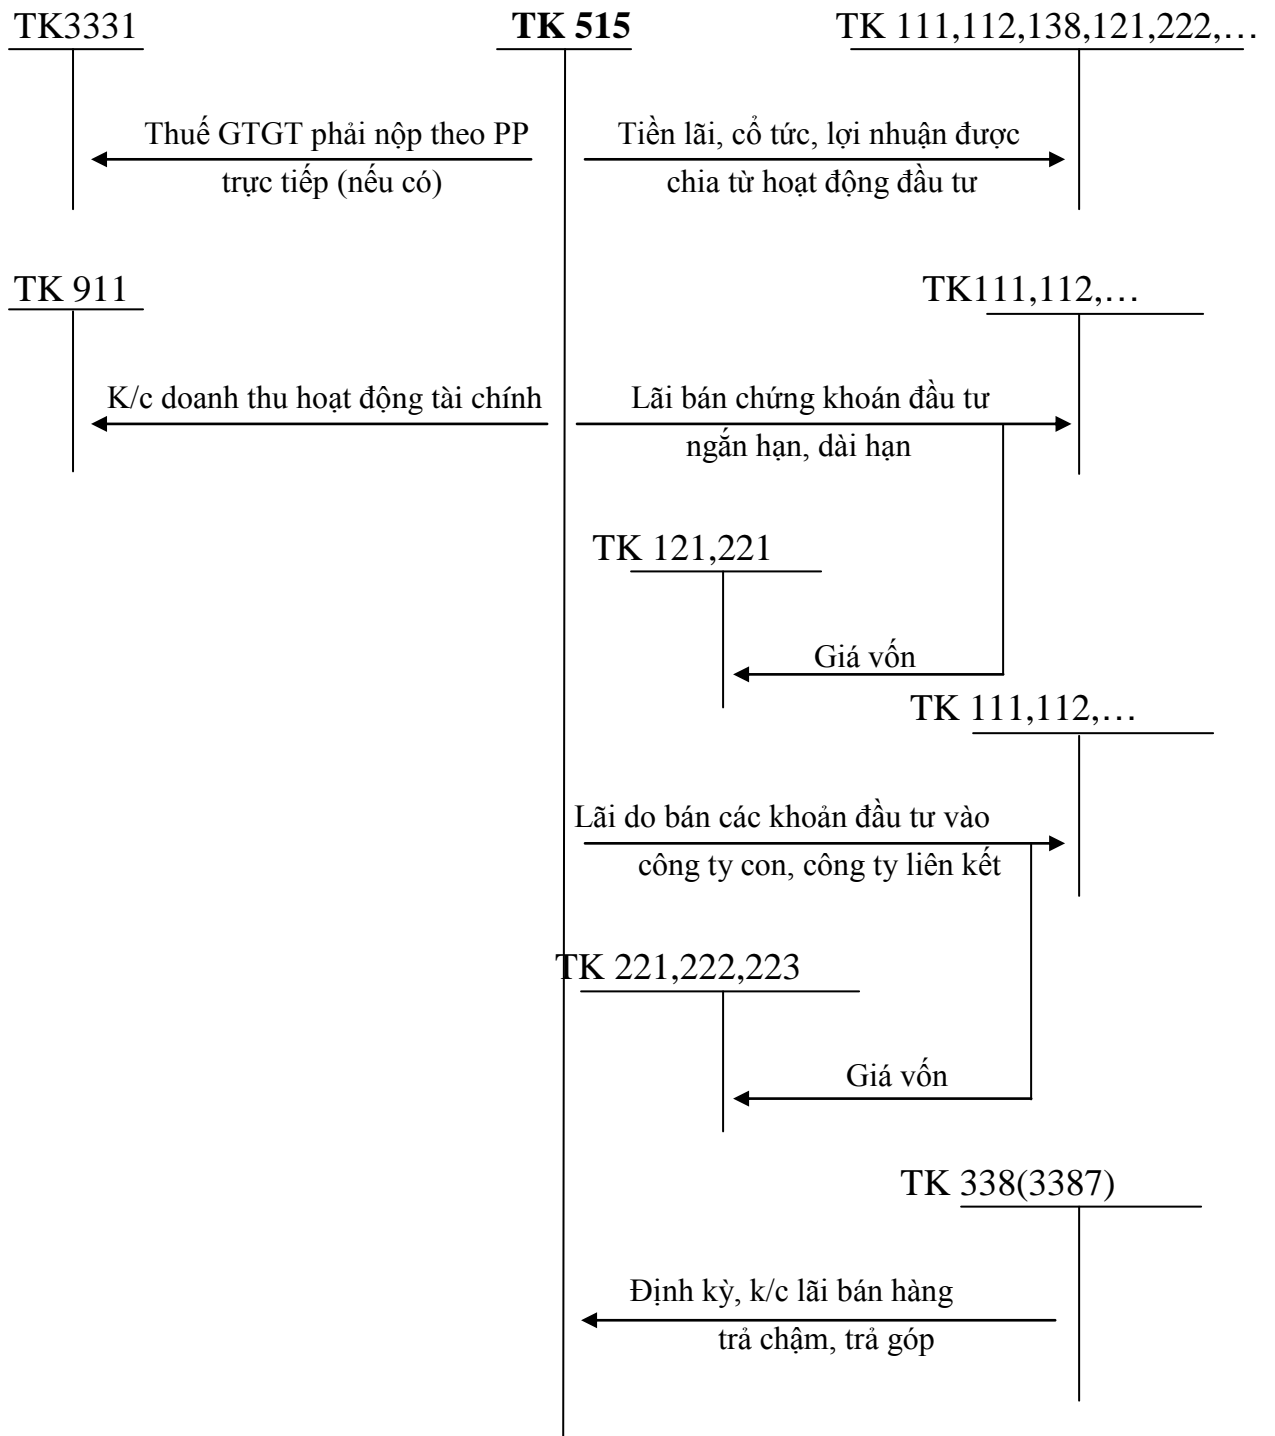 TK3331
TK 515
TK 111,112,138,121,222,…
Thuế GTGT phải nộp theo PP
trực tiếp (nếu có)
Tiền lãi, cổ tức, lợi nhuận được
chia từ hoạt động đầu tư
TK 911
TK111,112,…
K/c doanh thu hoạt động tài chính
Lãi bán chứng khoán đầu tư
ngắn hạn, dài hạn
TK 121,221
Giá vốn
TK 111,112,…
Lãi do bán các khoản đầu tư vào
công ty con, công ty liên kết
TK 221,222,223
Giá vốn
TK 338(3387)
Định kỳ, k/c lãi bán hàng
trả chậm, trả góp